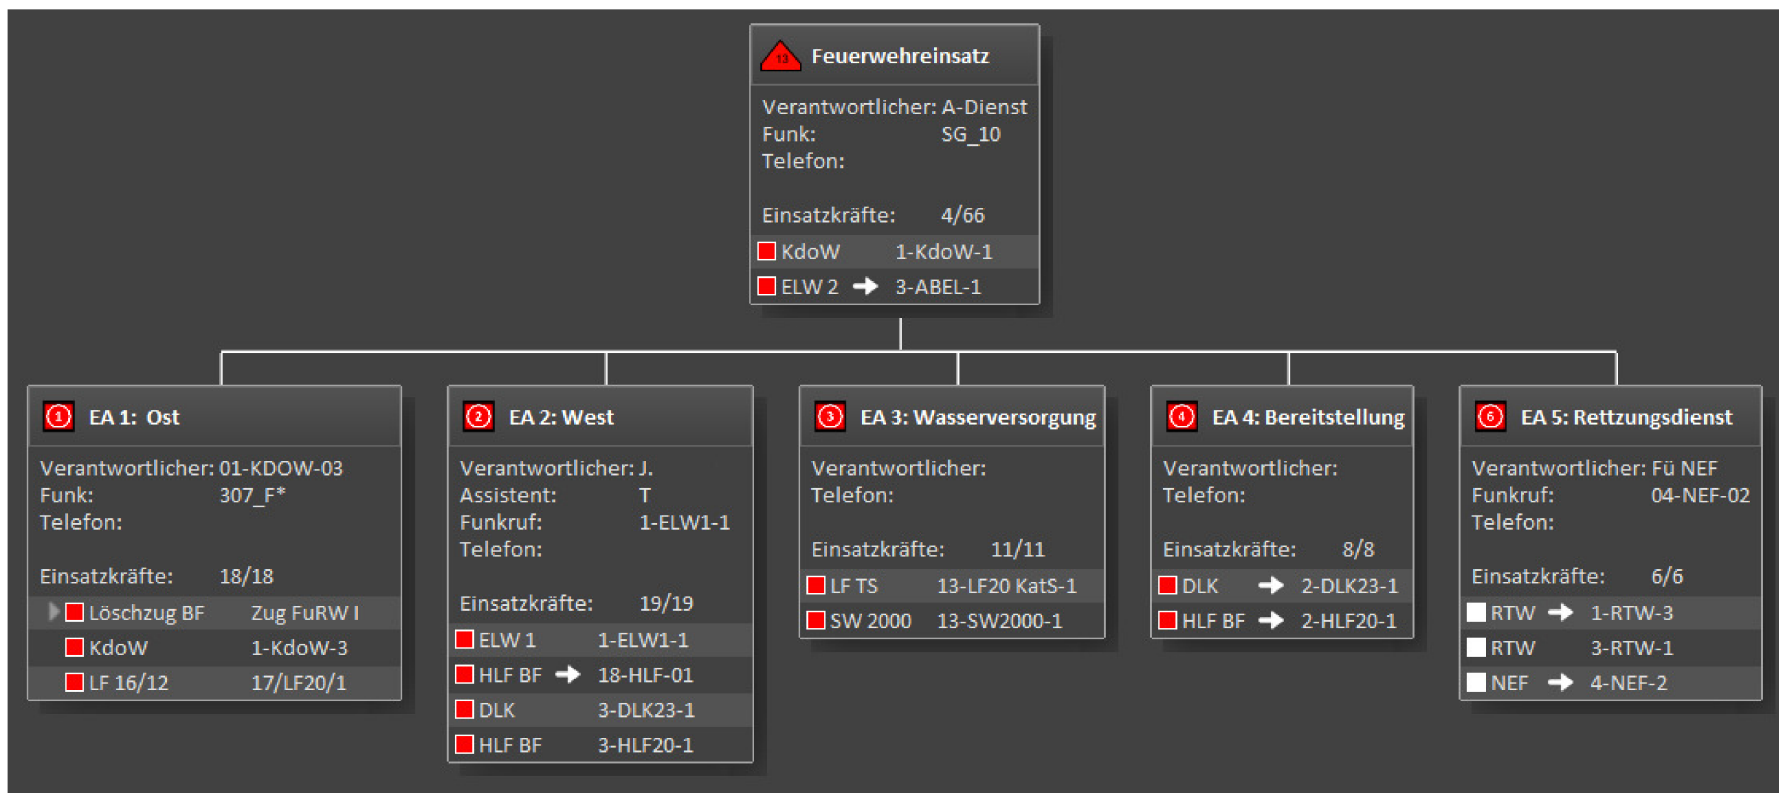 13 Feuerwehreinsatz
Verantwortlicher: A-Dienst
Funk: SG_10
Telefon:
Einsatzkräfte: 4/66
KdoW 1-KdoW-1
ELW 2 3-ABEL-1
1 EA 1: Ost
Verantwortlicher: 01-KDOW-03
Funk: 307_F*
Telefon:
Einsatzkräfte: 18/18
Löschzug BF Zug FuRW I
KdoW 1-KdoW-3
LF 16/12 17/LF20/1
2 EA 2: West
Verantwortlicher: J.
Assistent: T
Funkruf: 1-ELW1-1
Telefon:
Einsatzkräfte: 19/19
ELW 1 1-ELW1-1
HLF BF 18-HLF-01
DLK 3-DLK23-1
HLF BF 3-HLF20-1
3 EA 3: Wasserversorgung
Verantwortlicher:
Telefon:
Einsatzkräfte: 11/11
LF TS 13-LF20 KatS-1
SW 2000 13-SW2000-1
4 EA 4: Bereitstellung
Verantwortlicher:
Telefon:
Einsatzkräfte: 8/8
DLK 2-DLK23-1
HLF BF 2-HLF20-1
6 EA 5: Rettzungsdienst
Verantwortlicher: Fü NEF
Funkruf: 04-NEF-02
Telefon:
Einsatzkräfte: 6/6
RTW 1-RTW-3
RTW 3-RTW-1
NEF 4-NEF-2